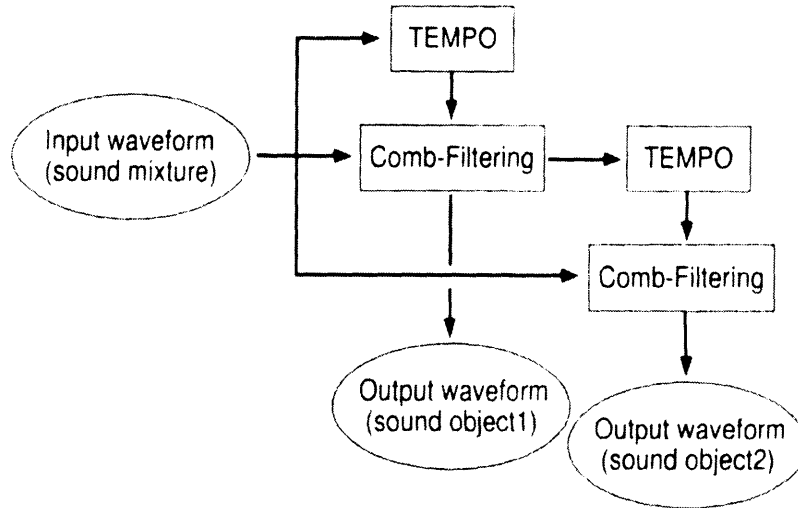 TEMPO
Input waveform
(sound mixture)
Comb-Filtering
TEMPO
Comb-Filtering
Output waveform
(sound object1)
Output waveform
(sound object2)